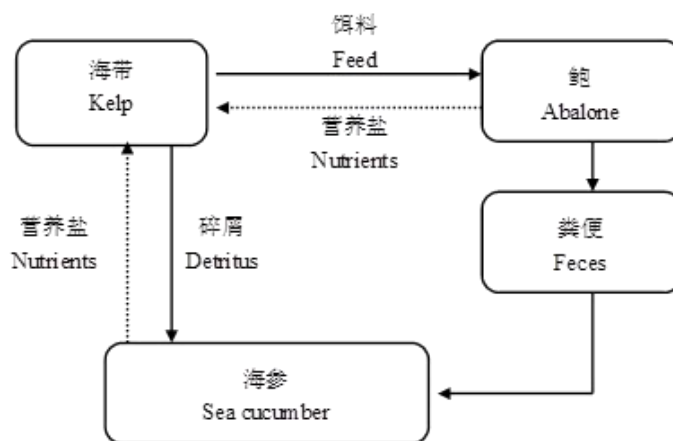 饵料
Feed
海带
Kelp
鲍
Abalone
营养盐
Nutrients
营养盐
Nutrients
碎屑
Detritus
粪便
Feces
海参
Sea cucumber